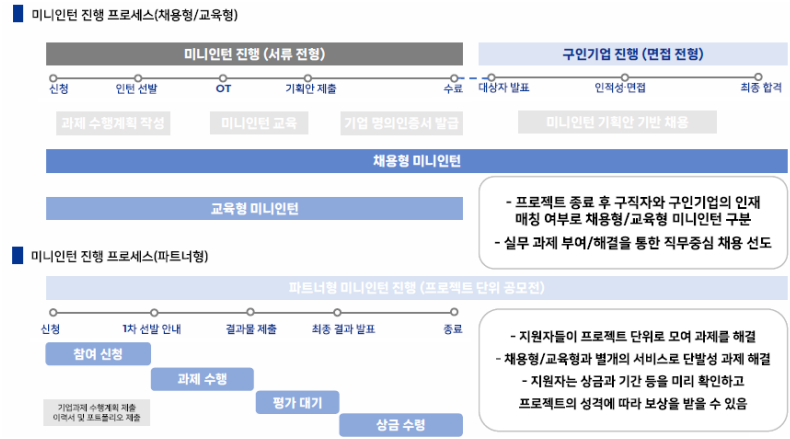 미니인턴 진행 프로세스(채용형/교육형)
미니인턴 진행 (서류 전형)
구인기업 진행 (면접 전형)
신청
인턴 선발
OT
기획안 제출
수료
대상자 발표
인적성·면접
최종 합격
과제 수행계획 작성
미니인턴 교육
기업 명의인증서 발급
미니인턴 기획안 기반 채용
채용형 미니인턴
교육형 미니인턴
- 프로젝트 종료 후 구직자와 구인기업의 인재
매칭 여부로 채용형/교육형 미니인턴 구분
- 실무 과제 부여/해결을 통한 직무중심 채용 선도
미니인턴 진행 프로세스(파트너형)
파트너형 미니인턴 진행 (프로젝트 단위 공모전)
신청
1차 선발 안내
결과물 제출
최종 결과 발표
종료
참여 신청
과제 수행
평가 대기
상금 수령
기업과제 수행계획 제출
이력서 및 포트폴리오 제출
- 지원자들이 프로젝트 단위로 모여 과제를 해결
- 채용형/교육형과 별개의 서비스로 단발성 과제 해결
- 지원자는 상금과 기간 등을 미리 확인하고
프로젝트의 성격에 따라 보상을 받을 수 있음